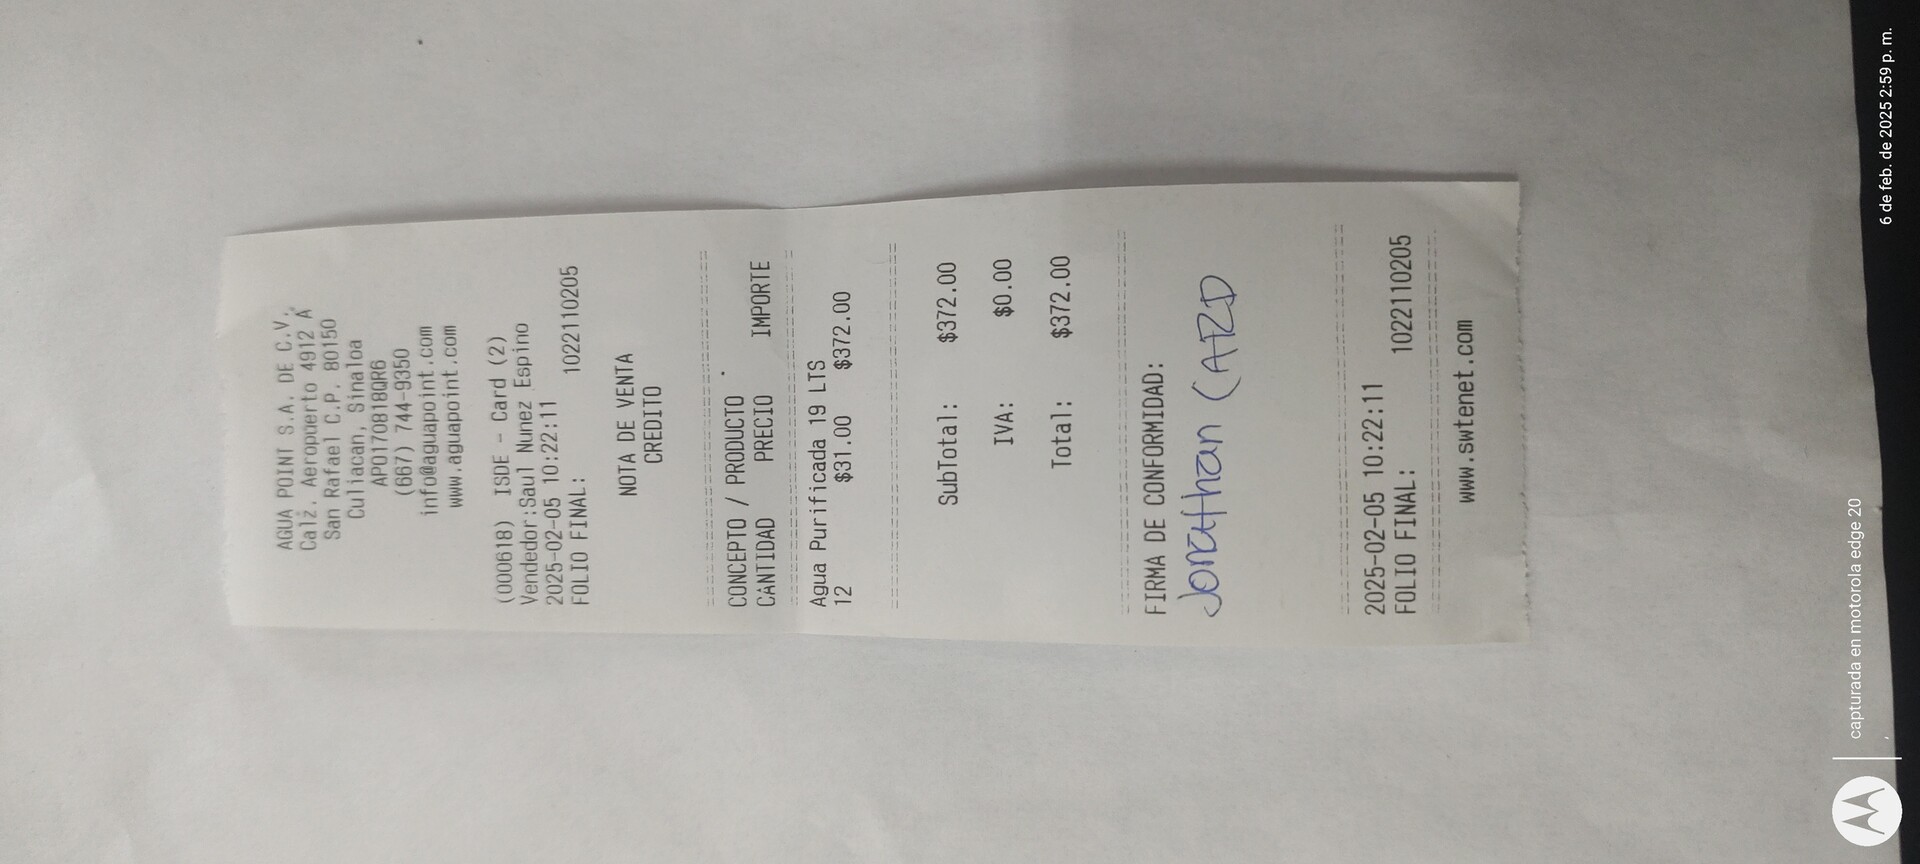 AGUA POINT S.A. DE C.V.
Calz. Aeropuerto 4912 A
San Rafael C.P. 80150
Culiacan, Sinaloa
APO170818QR6
(667) 744-9350
info@aguapoint.com
www.aguapoint.com
(000618) ISDE - Card (2)
Vendedor:Saul Nunez Espino
2025-02-05 10:22:11
FOLIO FINAL: 1022110205
NOTA DE VENTA
CREDITO
CONCEPTO / PRODUCTO
CANTIDAD PRECIO IMPORTE
Agua Purificada 19 LTS
12 $31.00 $372.00
SubTotal: $372.00
IVA: $0.00
Total: $372.00
FIRMA DE CONFORMIDAD:
Jonathan
2025-02-05 10:22:11
FOLIO FINAL: 1022110205
www.swtenet.com
capturada en motorola edge 20
6 de feb. de 2025 2:59 p. m.